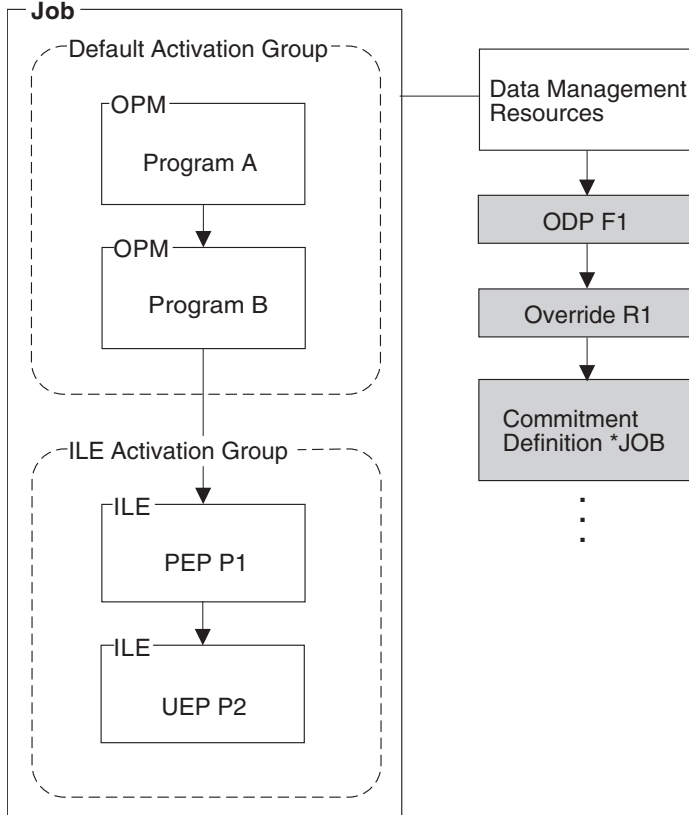 Job
Default Activation Group
OPM
Program A
OPM
Program B
ILE Activation Group
ILE
PEP P1
ILE
UEP P2
Data Management
Resources
ODP F1
Override R1
Commitment
Definition *JOB